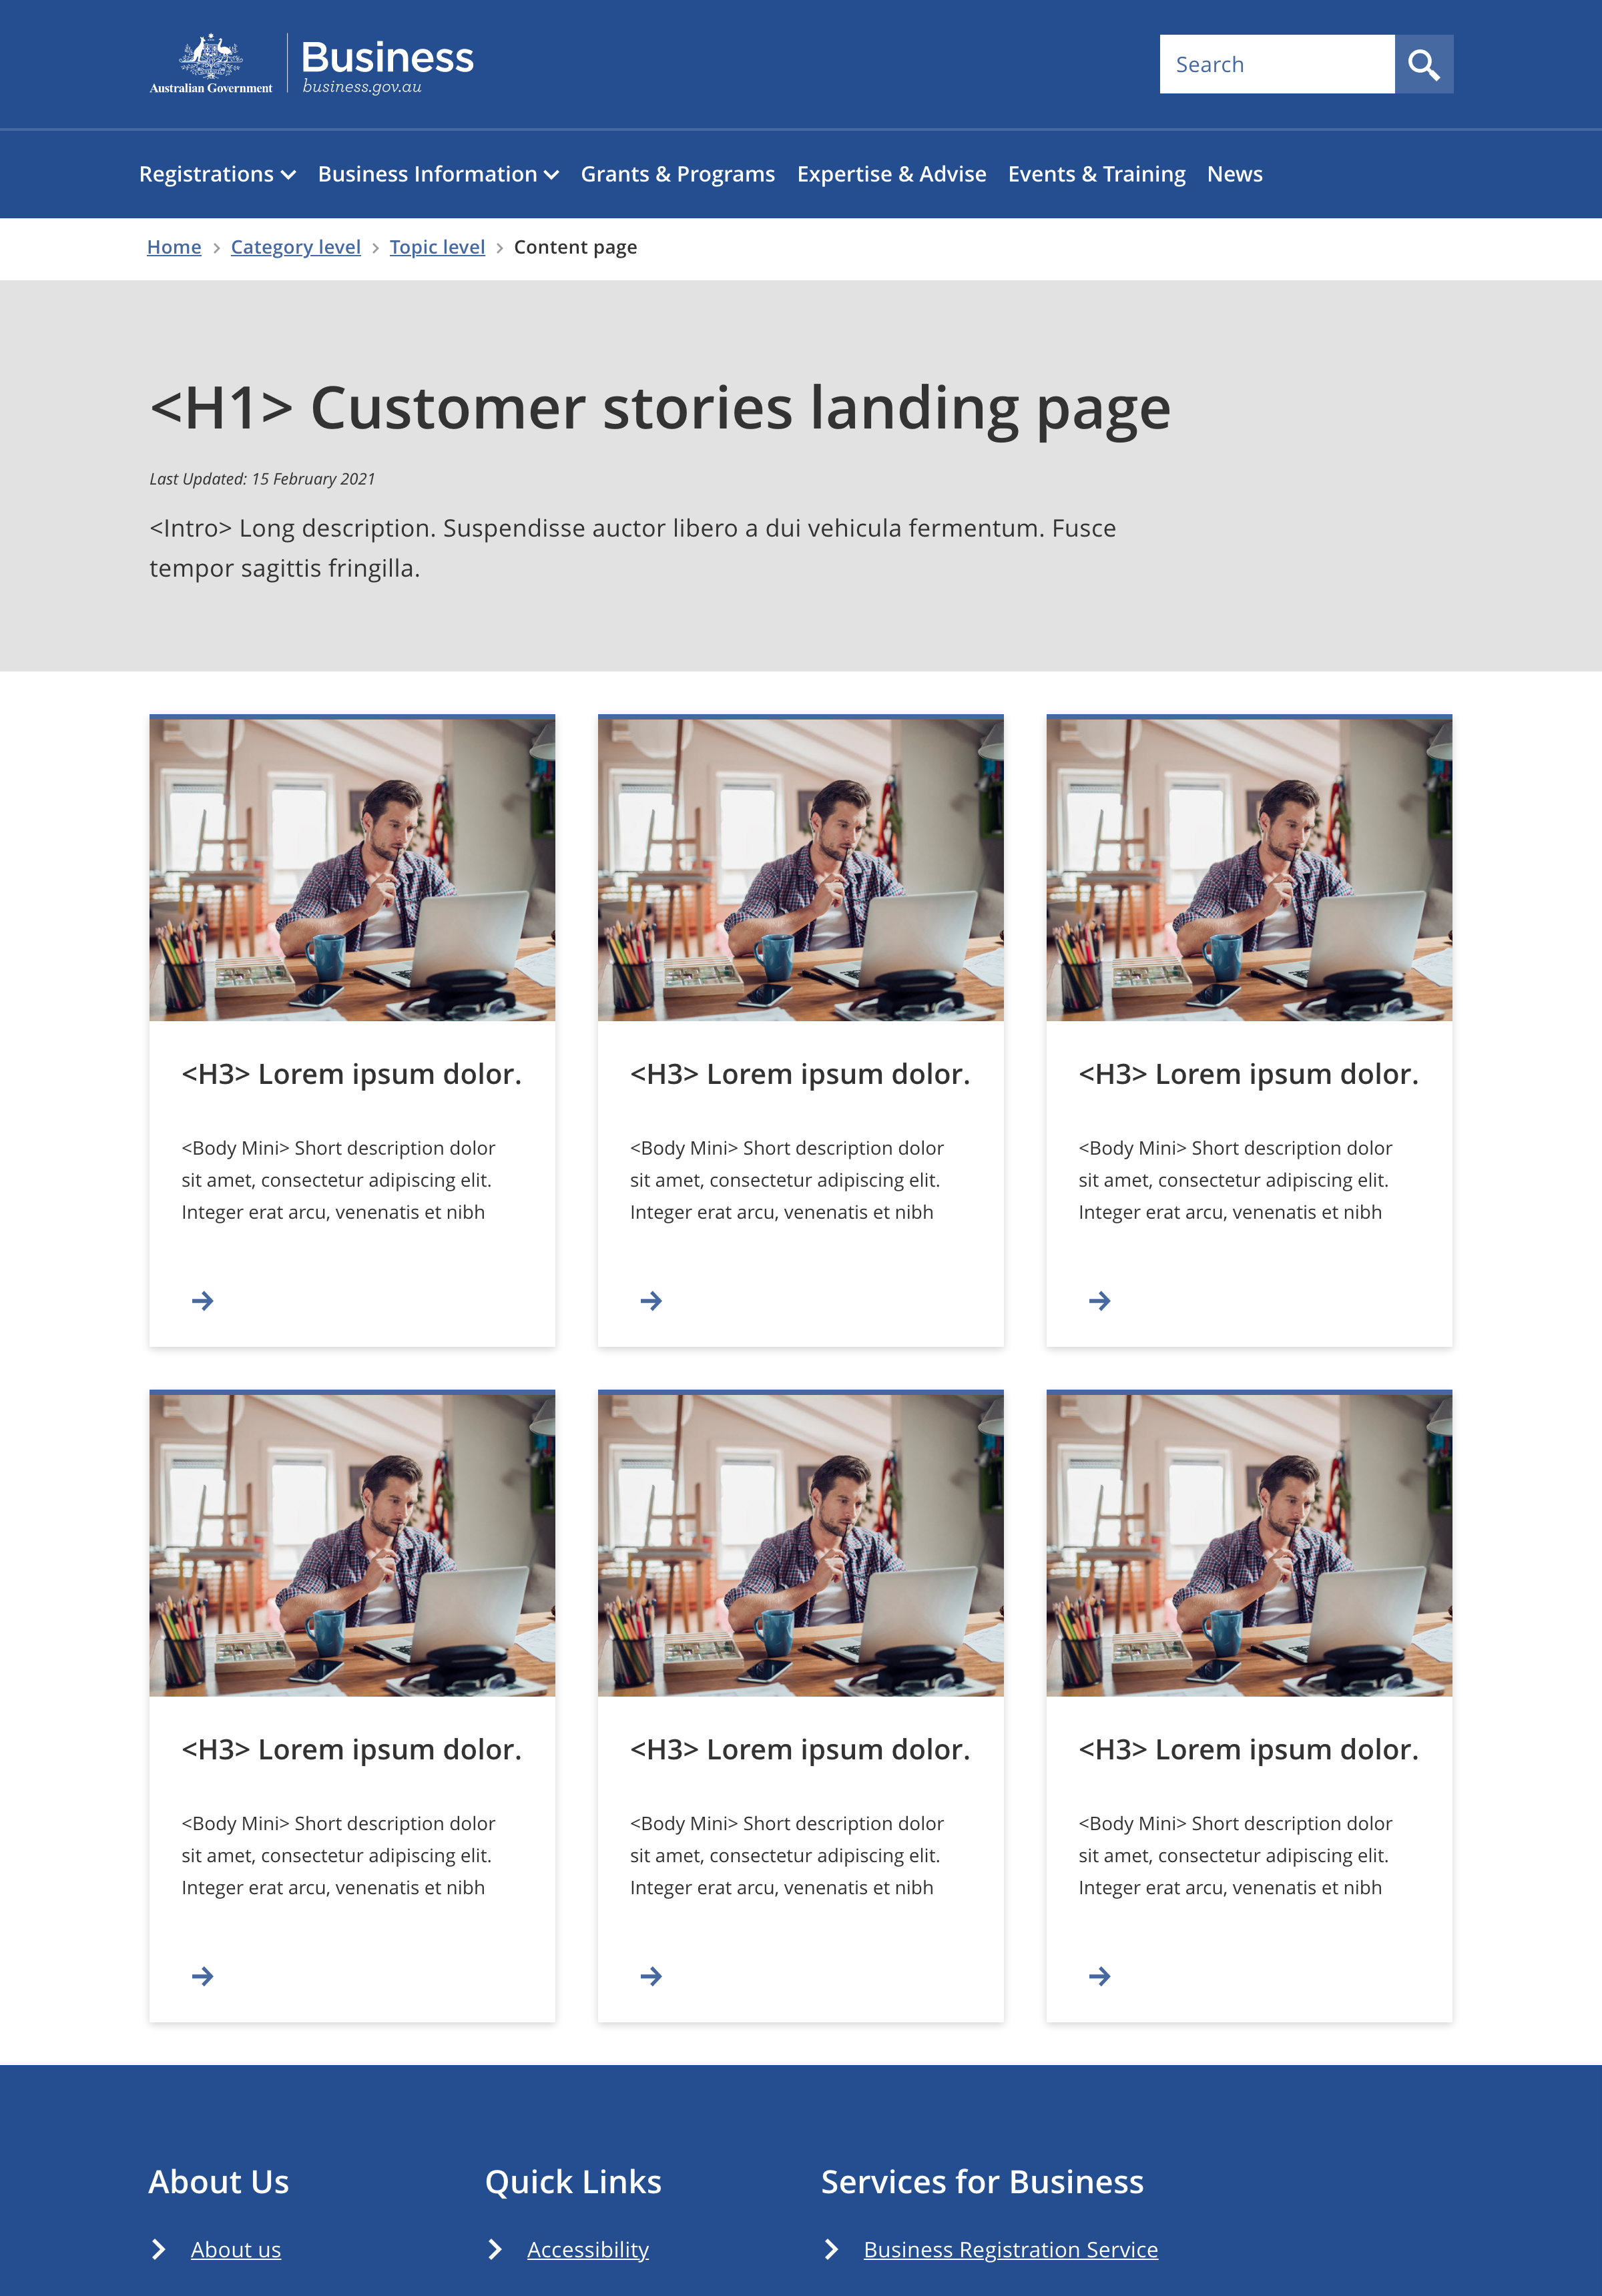 Australian Government
Business
business.gov.au
Search
Registrations Business Information Grants & Programs Expertise & Advise Events & Training News
Home > Category level > Topic level > Content page
<H1> Customer stories landing page
Last Updated: 15 February 2021
<Intro> Long description. Suspendisse auctor libero a dui vehicula fermentum. Fusce
tempor sagittis fringilla.
<H3> Lorem ipsum dolor.
<Body Mini> Short description dolor
sit amet, consectetur adipiscing elit.
Integer erat arcu, venenatis et nibh
<H3> Lorem ipsum dolor.
<Body Mini> Short description dolor
sit amet, consectetur adipiscing elit.
Integer erat arcu, venenatis et nibh
<H3> Lorem ipsum dolor.
<Body Mini> Short description dolor
sit amet, consectetur adipiscing elit.
Integer erat arcu, venenatis et nibh
<H3> Lorem ipsum dolor.
<Body Mini> Short description dolor
sit amet, consectetur adipiscing elit.
Integer erat arcu, venenatis et nibh
<H3> Lorem ipsum dolor.
<Body Mini> Short description dolor
sit amet, consectetur adipiscing elit.
Integer erat arcu, venenatis et nibh
<H3> Lorem ipsum dolor.
<Body Mini> Short description dolor
sit amet, consectetur adipiscing elit.
Integer erat arcu, venenatis et nibh
About Us
About us
Quick Links
Accessibility
Services for Business
Business Registration Service